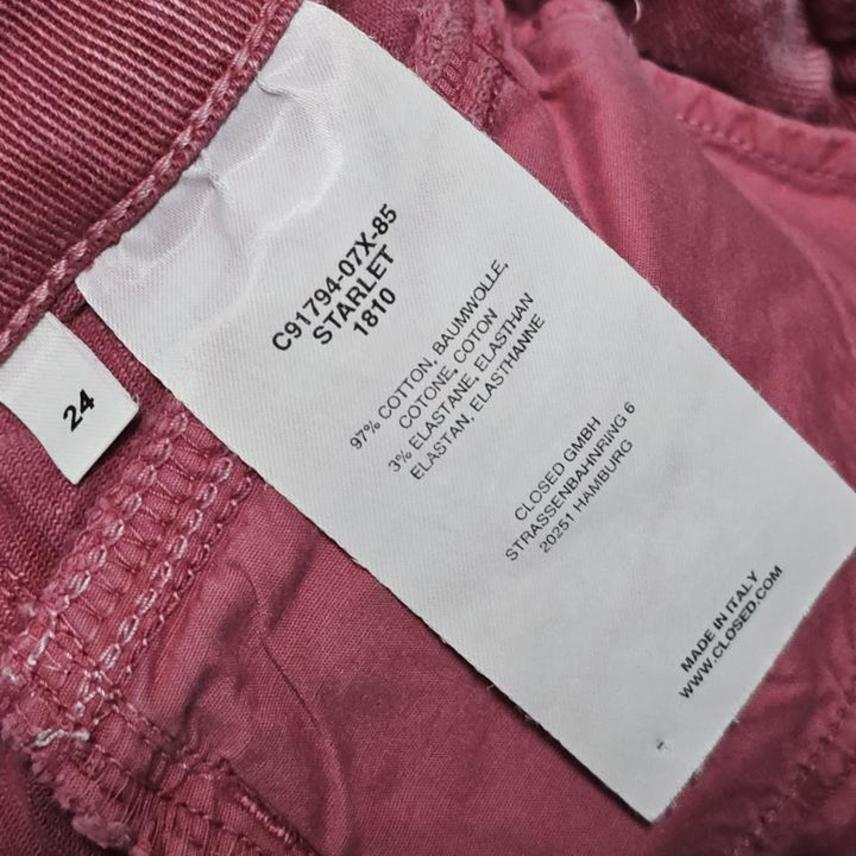 C91794-07X-85
STARLET
1810
97% COTTON, BAUMWOLLE,
COTONE, COTON
3% ELASTANE, ELASTHAN
ELASTAN, ELASTHANNE
CLOSED GMBH
STRASSENBAHNRING 6
20251 HAMBURG
MADE IN ITALY
WWW.CLOSED.COM
24